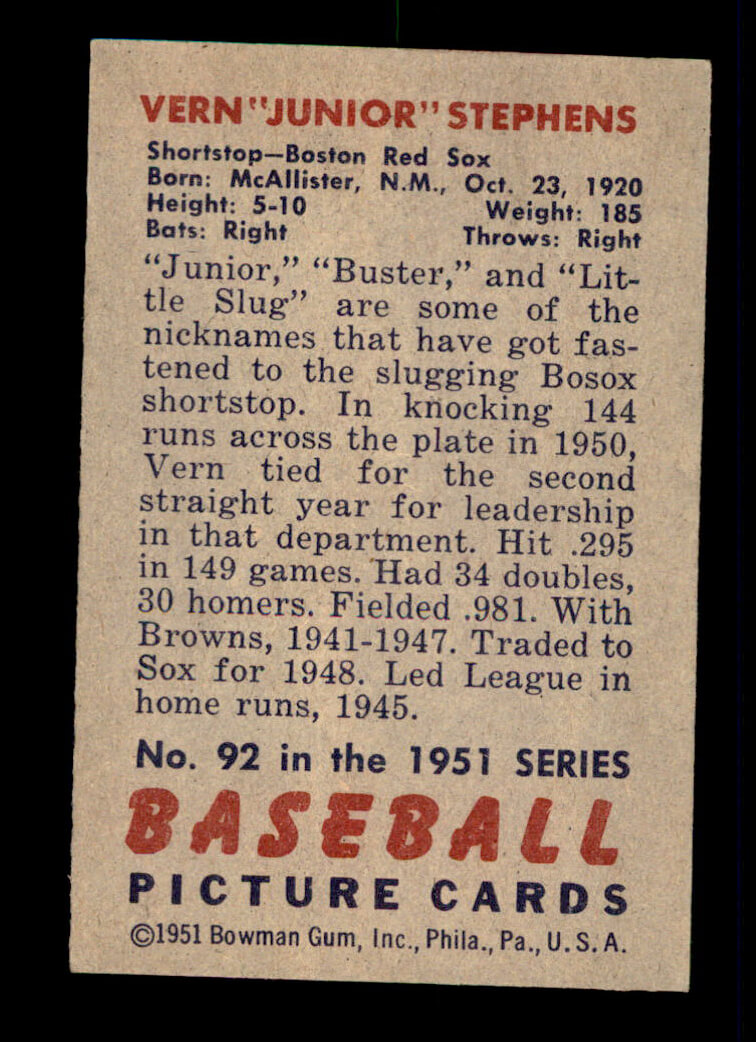 VERN "JUNIOR" STEPHENS
Shortstop—Boston Red Sox
Born: McAllister, N.M., Oct. 23, 1920
Height: 5-10 Weight: 185
Bats: Right Throws: Right
"Junior," "Buster," and "Lit-
tle Slug" are some of the
nicknames that have got fas-
tened to the slugging Bosox
shortstop. In knocking 144
runs across the plate in 1950,
Vern tied for the second
straight year for leadership
in that department. Hit .295
in 149 games. Had 34 doubles,
30 homers. Fielded .981. With
Browns, 1941-1947. Traded to
Sox for 1948. Led League in
home runs, 1945.
No. 92 in the 1951 SERIES
BASEBALL
PICTURE CARDS
©1951 Bowman Gum, Inc., Phila., Pa., U.S.A.